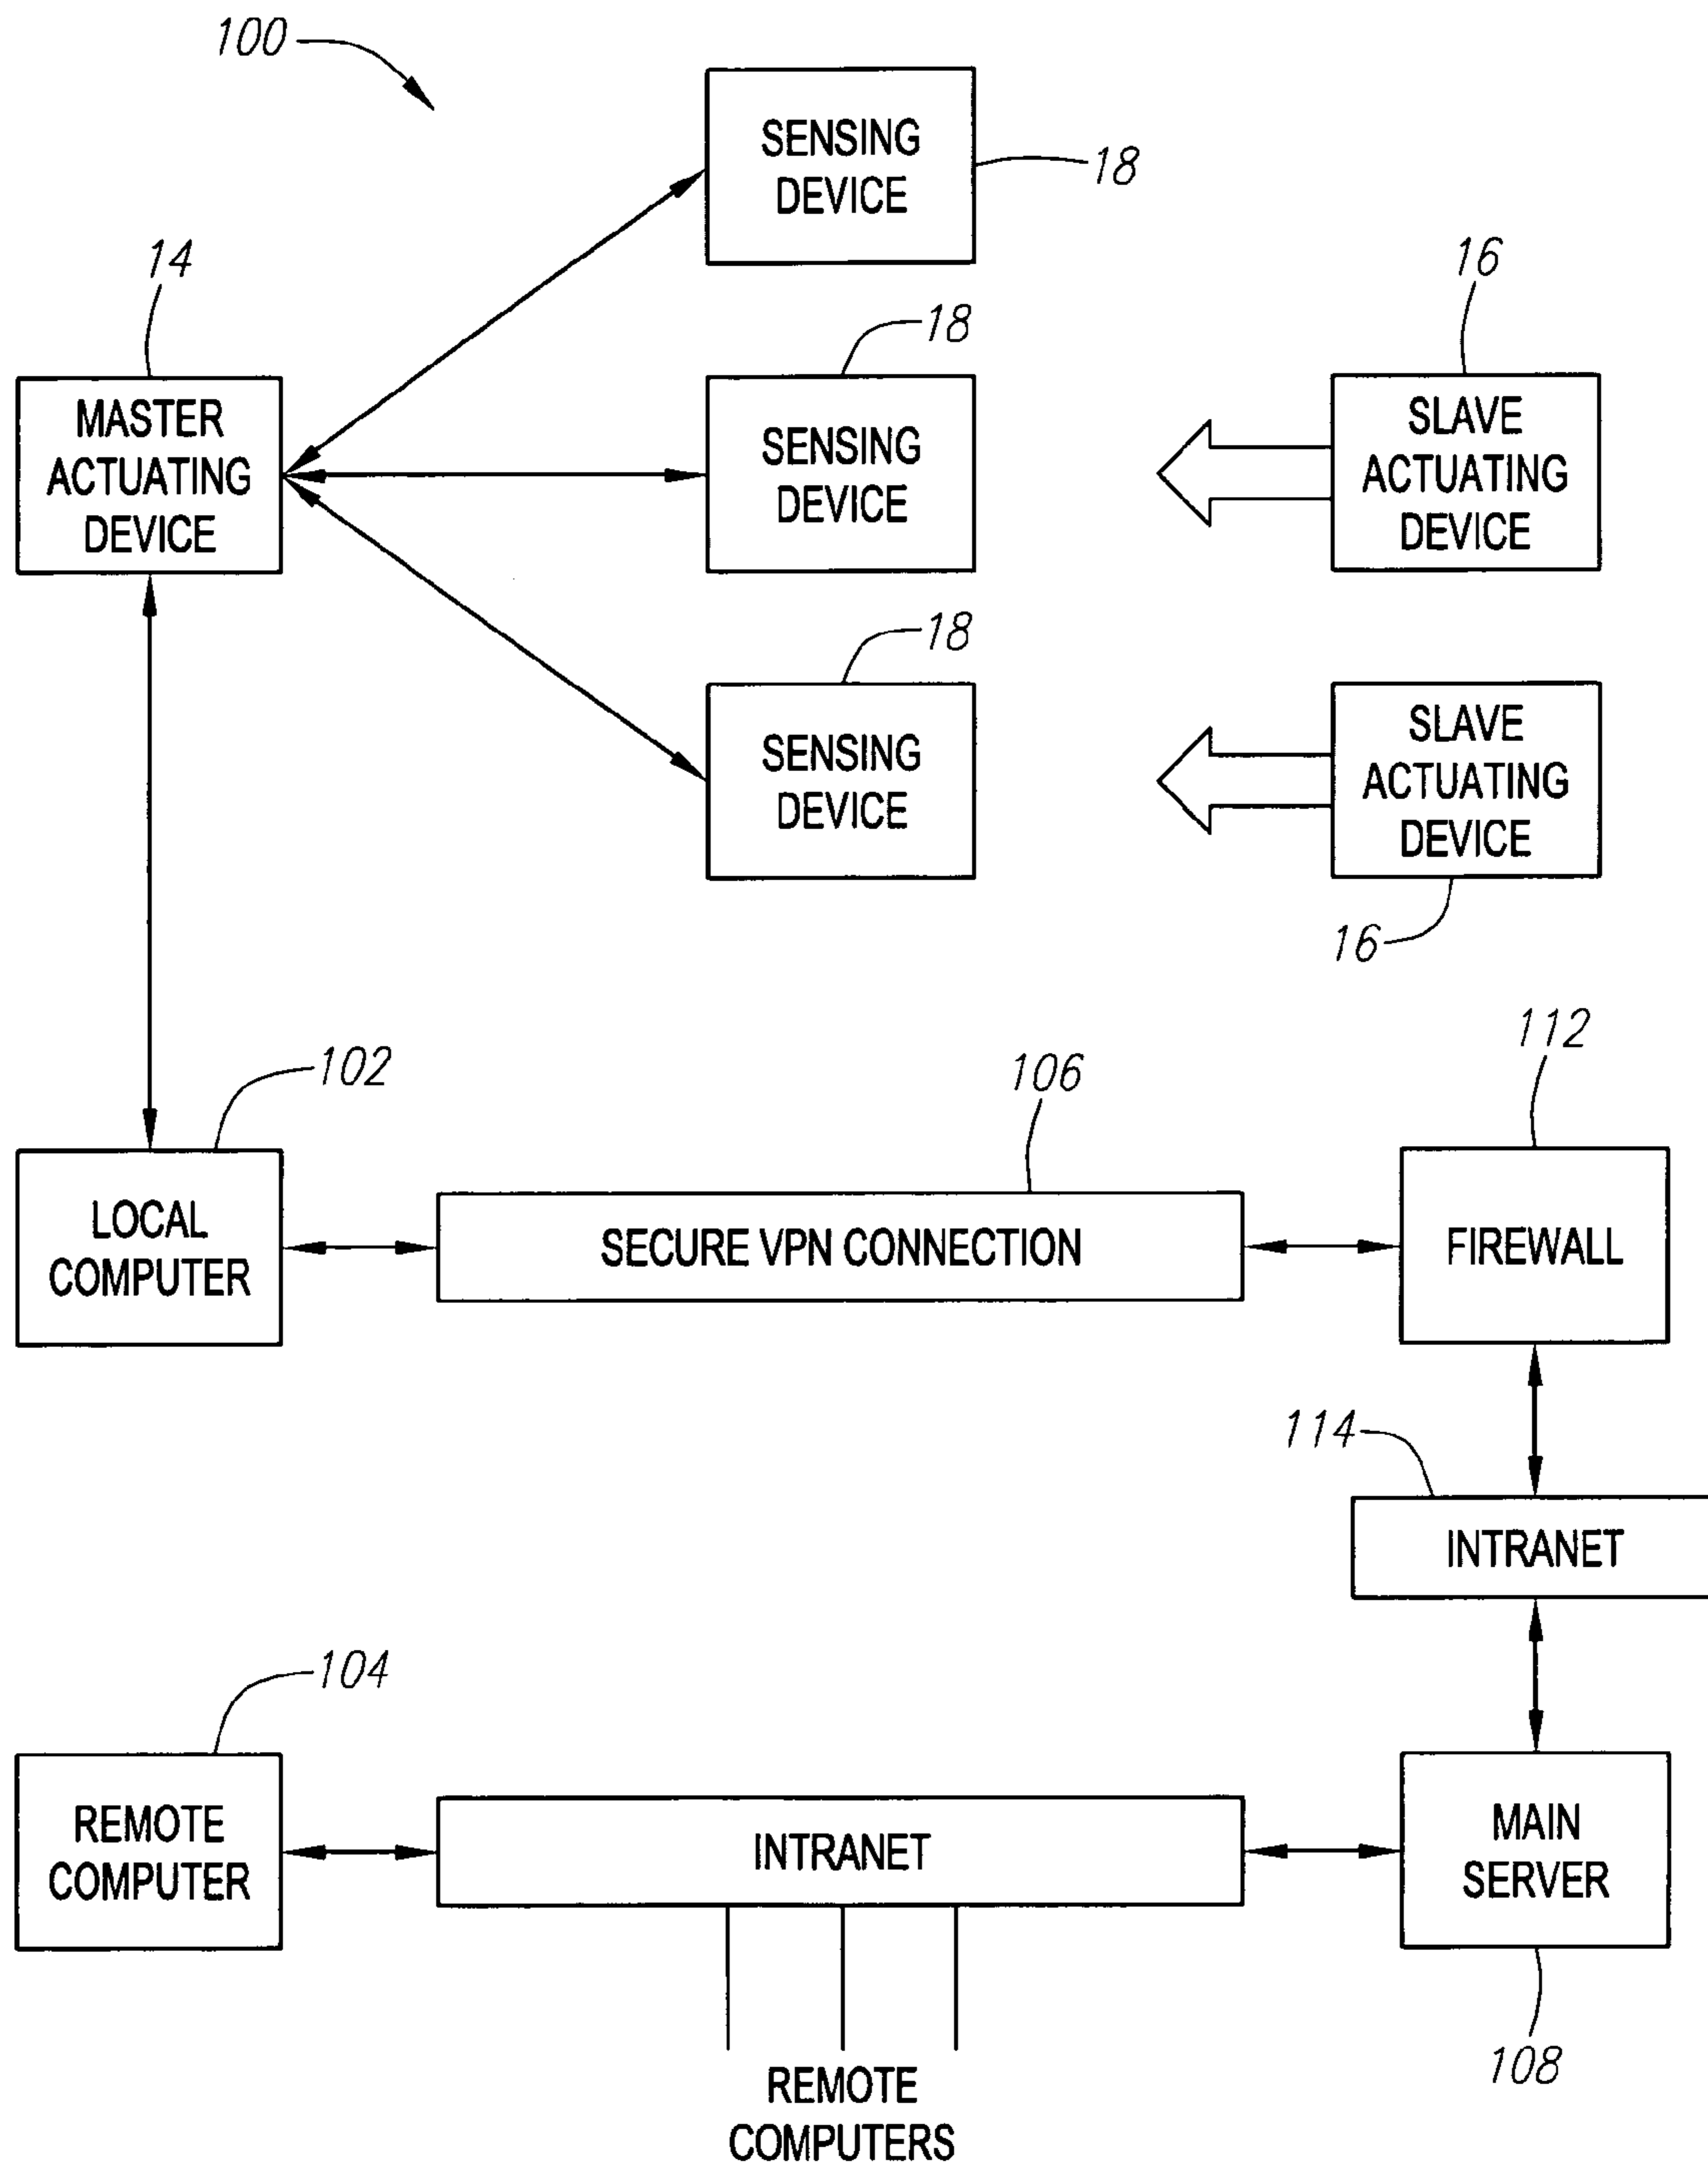 100
SENSING
DEVICE
18
14
16
18
MASTER
ACTUATING
DEVICE
SENSING
DEVICE
SLAVE
ACTUATING
DEVICE
18
SENSING
DEVICE
SLAVE
ACTUATING
DEVICE
16
102
106
112
LOCAL
COMPUTER
SECURE VPN CONNECTION
FIREWALL
114
INTRANET
104
REMOTE
COMPUTER
INTRANET
MAIN
SERVER
108
REMOTE
COMPUTERS